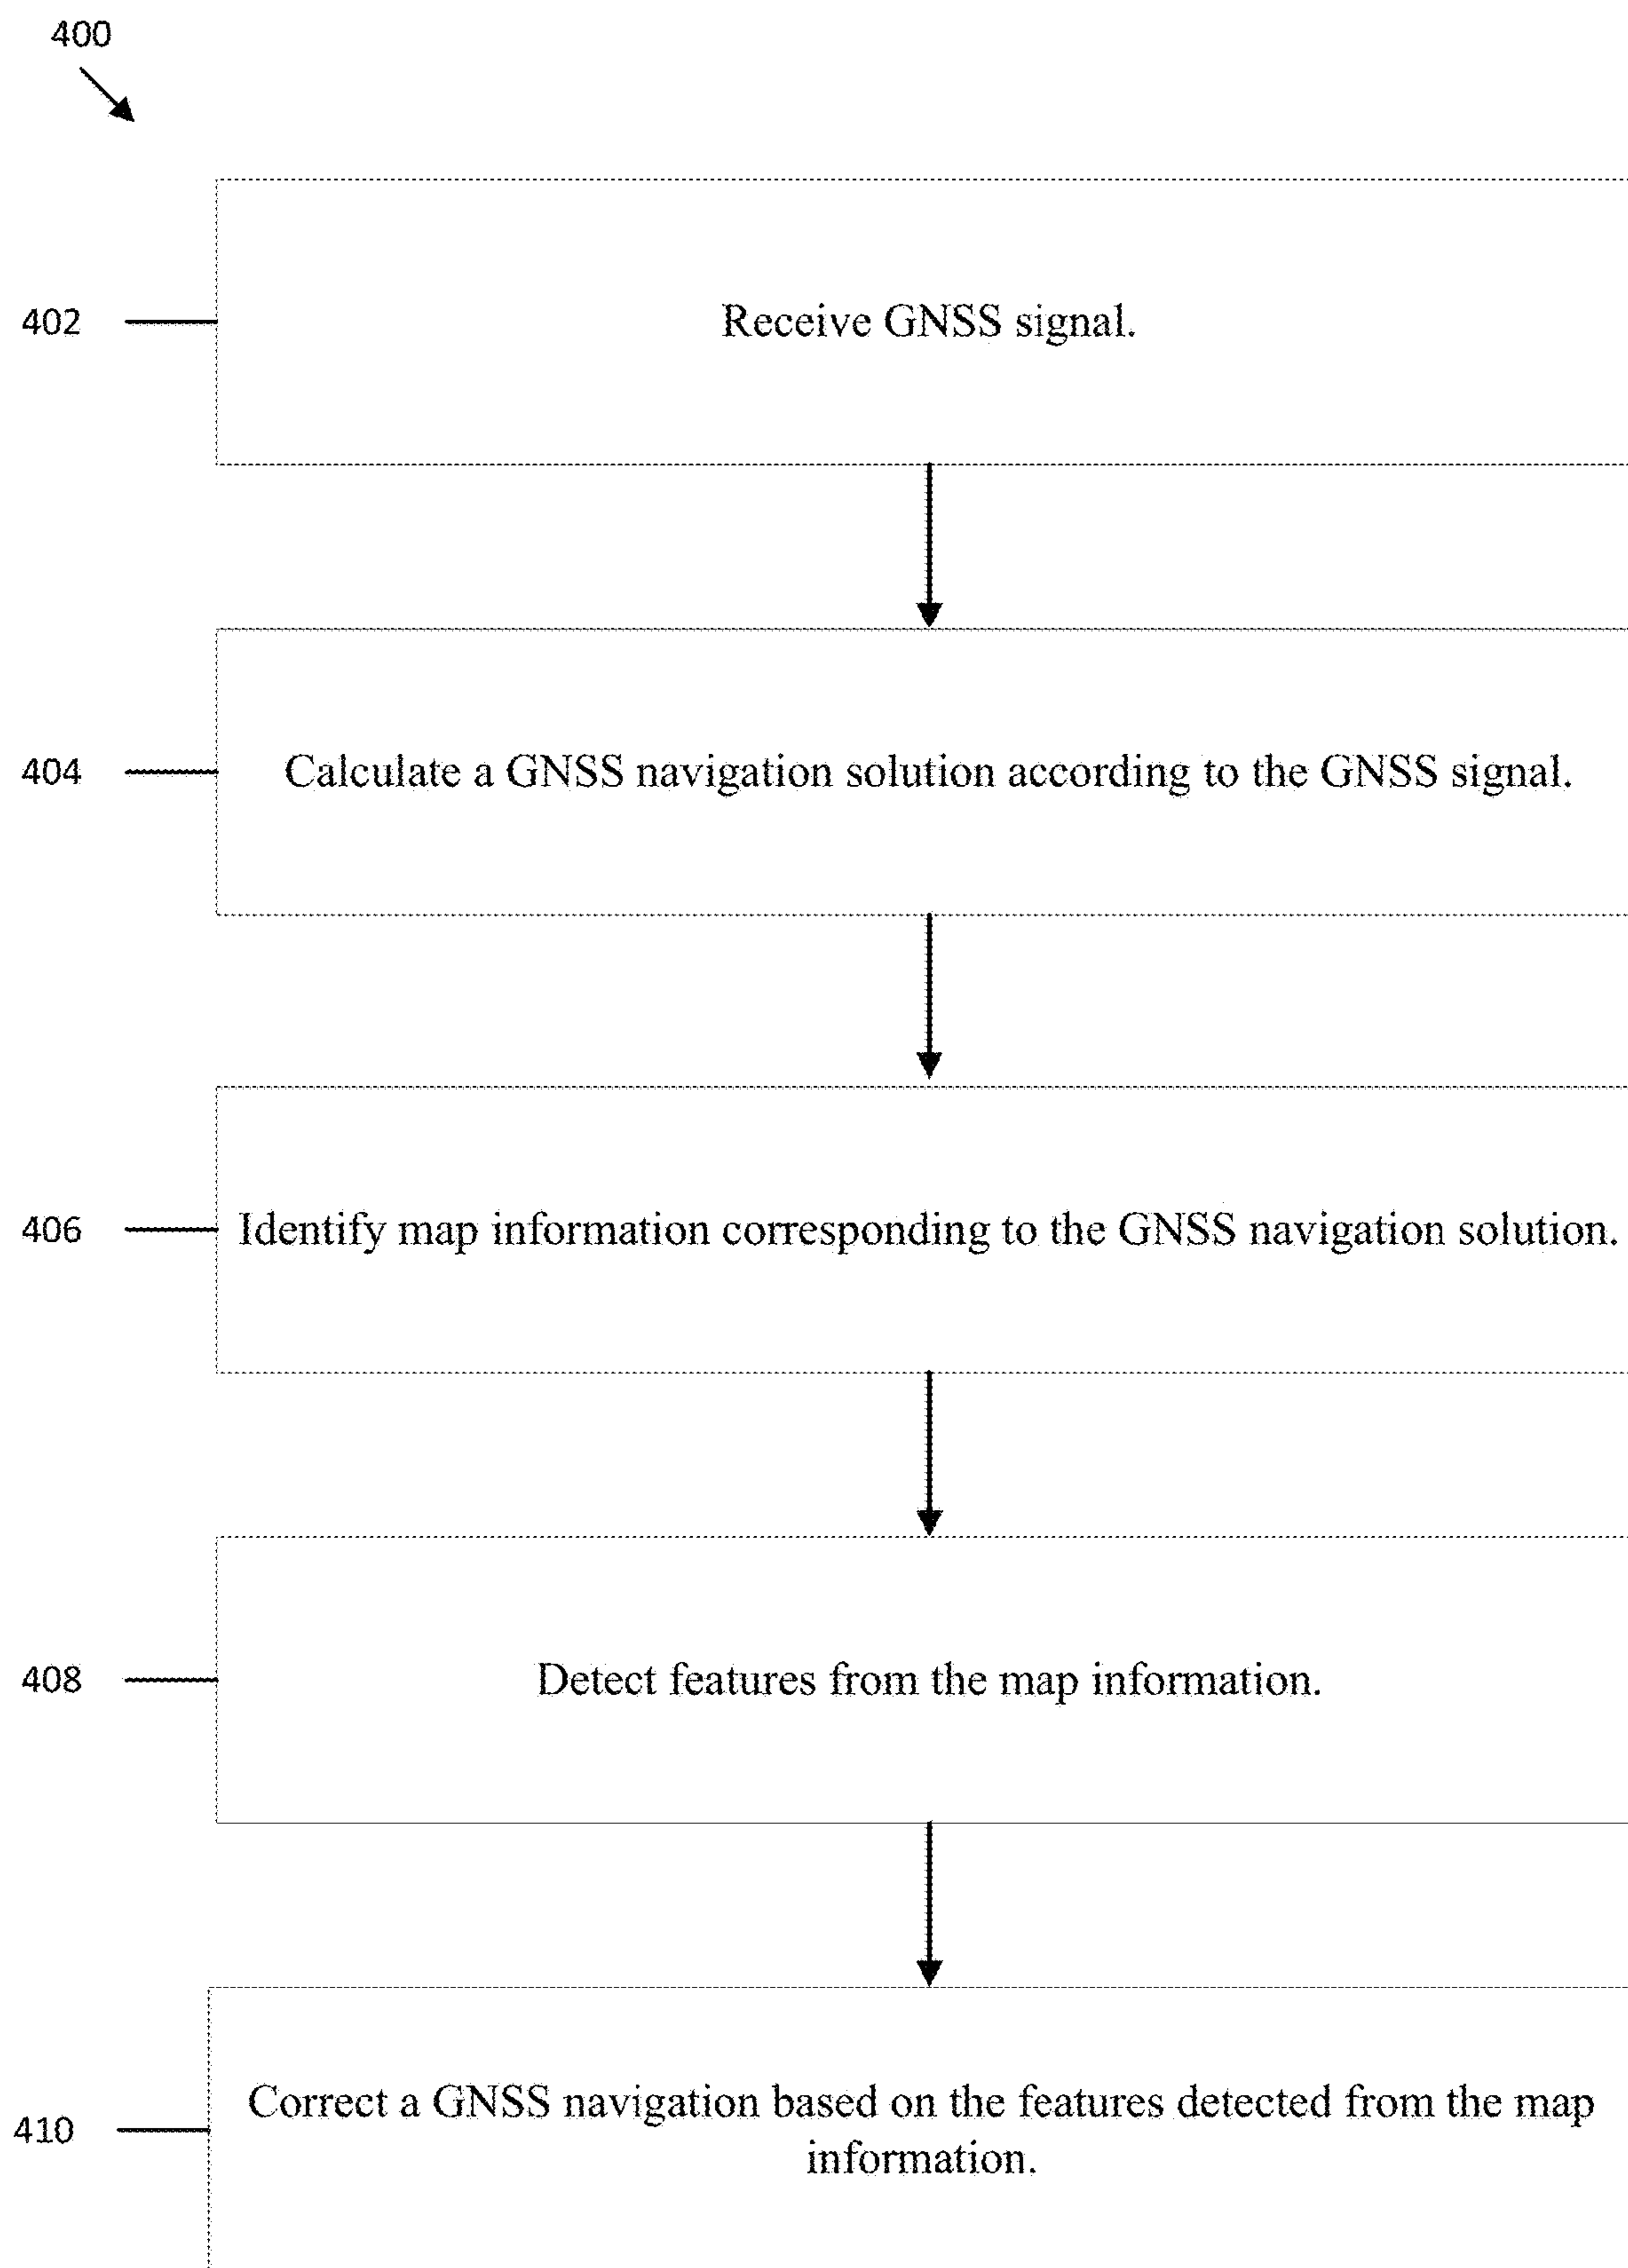 400
402
Receive GNSS signal.
404
Calculate a GNSS navigation solution according to the GNSS signal.
406
Identify map information corresponding to the GNSS navigation solution.
408
Detect features from the map information.
410
Correct a GNSS navigation based on the features detected from the map
information.